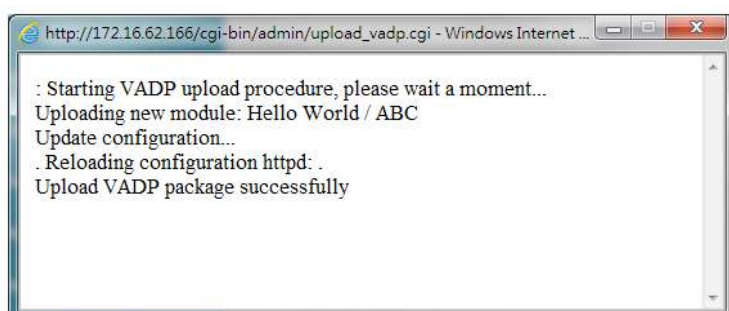 http://172.16.62.166/cgi-bin/admin/upload_vadp.cgi - Windows Internet ...
: Starting VADP upload procedure, please wait a moment...
Uploading new module: Hello World / ABC
Update configuration...
. Reloading configuration httpd: .
Upload VADP package successfully